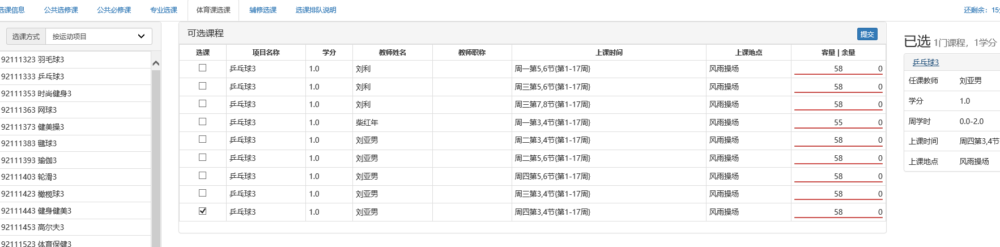 选课信息 公共选修课 公共必修课 专业选课 体育课选课 辅修选课 选课排队说明 还剩余：15
选课方式 按运动项目
92111323 羽毛球3
92111333 乒乓球3
92111353 时尚健身3
92111363 网球3
92111373 健美操3
92111383 毽球3
92111393 瑜伽3
92111403 轮滑3
92111423 橄榄球3
92111443 健身健美3
92111453 高尔夫3
92111523 体育保健3
可选课程 提交
选课 项目名称 学分 教师姓名 教师职称 上课时间 上课地点 容量 | 余量
乒乓球3 1.0 刘利 周一第5,6节{第1-17周} 风雨操场 58 0
乒乓球3 1.0 刘利 周三第5,6节{第1-17周} 风雨操场 58 0
乒乓球3 1.0 刘利 周三第7,8节{第1-17周} 风雨操场 58 0
乒乓球3 1.0 柴红年 周一第3,4节{第1-17周} 风雨操场 55 0
乒乓球3 1.0 刘亚男 周二第3,4节{第1-17周} 风雨操场 58 0
乒乓球3 1.0 刘亚男 周二第5,6节{第1-17周} 风雨操场 58 0
乒乓球3 1.0 刘亚男 周四第5,6节{第1-17周} 风雨操场 58 0
乒乓球3 1.0 刘亚男 周三第3,4节{第1-17周} 风雨操场 58 0
乒乓球3 1.0 刘亚男 周四第3,4节{第1-17周} 风雨操场 58 0
已选 1门课程，1学分
乒乓球3
任课教师 刘亚男
学分 1.0
周学时 0.0-2.0
上课时间 周四第3,4节
上课地点 风雨操场